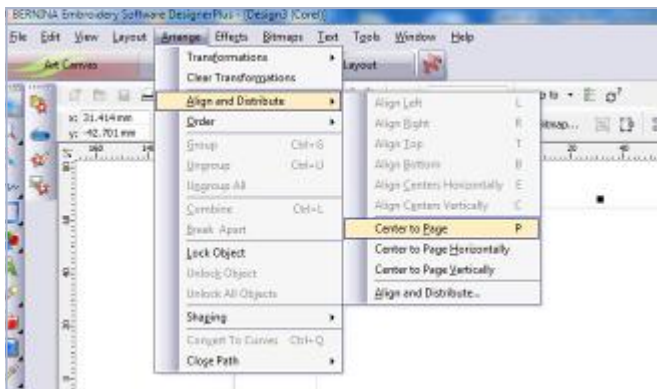 BERNINA Embroidery Software DesignerPlus - [Design3 (Corel)]
File Edit View Layout Arrange Effects Bitmaps Text Tools Window Help
Art Canvas
Layout
x: 31.414 mm
y: -42.701 mm
Transformations
Clear Transformations
Align and Distribute
Order
Group Ctrl+G
Ungroup Ctrl+U
Ungroup All
Combine Ctrl+L
Break Apart
Lock Object
Unlock Object
Unlock All Objects
Shaping
Convert To Curves Ctrl+Q
Close Path
Align Left L
Align Right R
Align Top T
Align Bottom B
Align Centers Horizontally E
Align Centers Vertically C
Center to Page P
Center to Page Horizontally
Center to Page Vertically
Align and Distribute...